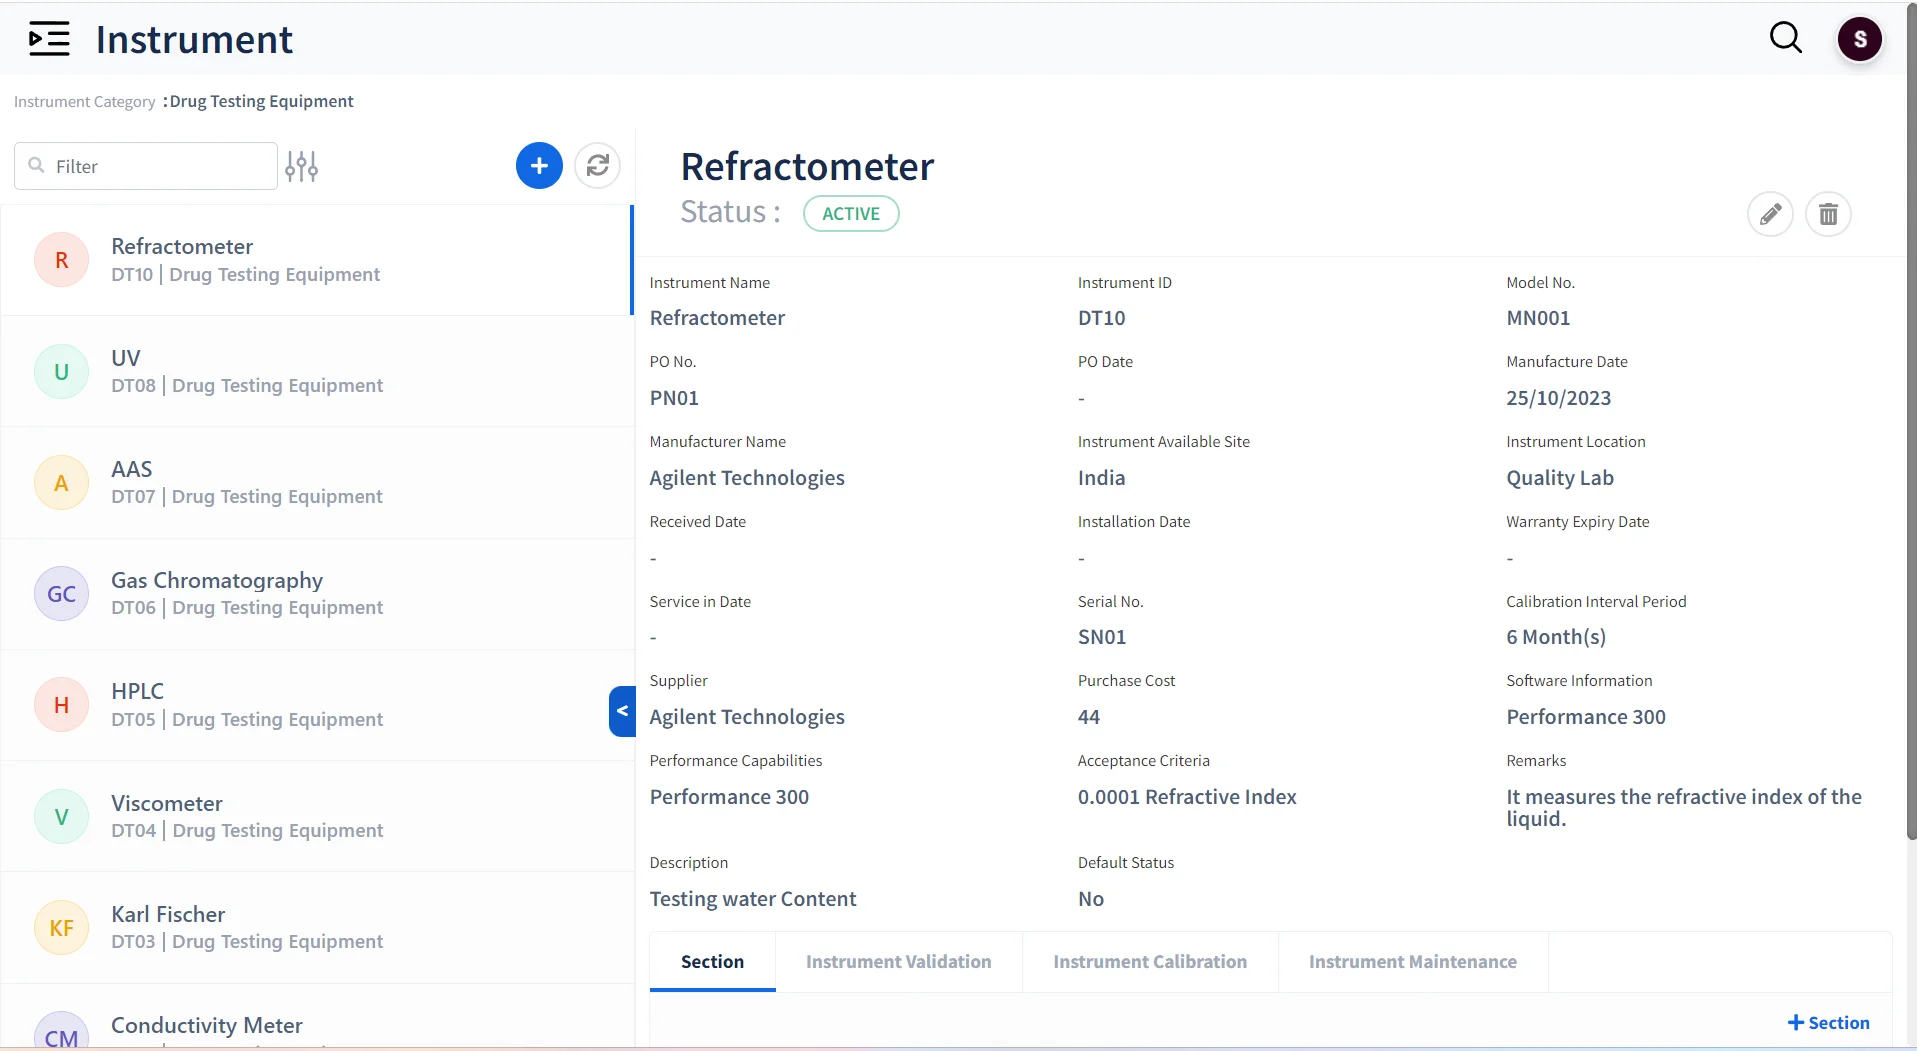 Instrument
S
Instrument Category : Drug Testing Equipment
Filter
+
R
Refractometer
DT10 | Drug Testing Equipment
U
UV
DT08 | Drug Testing Equipment
A
AAS
DT07 | Drug Testing Equipment
GC
Gas Chromatography
DT06 | Drug Testing Equipment
H
HPLC
DT05 | Drug Testing Equipment
V
Viscometer
DT04 | Drug Testing Equipment
KF
Karl Fischer
DT03 | Drug Testing Equipment
CM
Conductivity Meter
<
Refractometer
Status : ACTIVE
Instrument Name
Refractometer
Instrument ID
DT10
Model No.
MN001
PO No.
PN01
PO Date
-
Manufacture Date
25/10/2023
Manufacturer Name
Agilent Technologies
Instrument Available Site
India
Instrument Location
Quality Lab
Received Date
-
Installation Date
-
Warranty Expiry Date
-
Service in Date
-
Serial No.
SN01
Calibration Interval Period
6 Month(s)
Supplier
Agilent Technologies
Purchase Cost
44
Software Information
Performance 300
Performance Capabilities
Performance 300
Acceptance Criteria
0.0001 Refractive Index
Remarks
It measures the refractive index of the
liquid.
Description
Testing water Content
Default Status
No
Section Instrument Validation Instrument Calibration Instrument Maintenance
+ Section